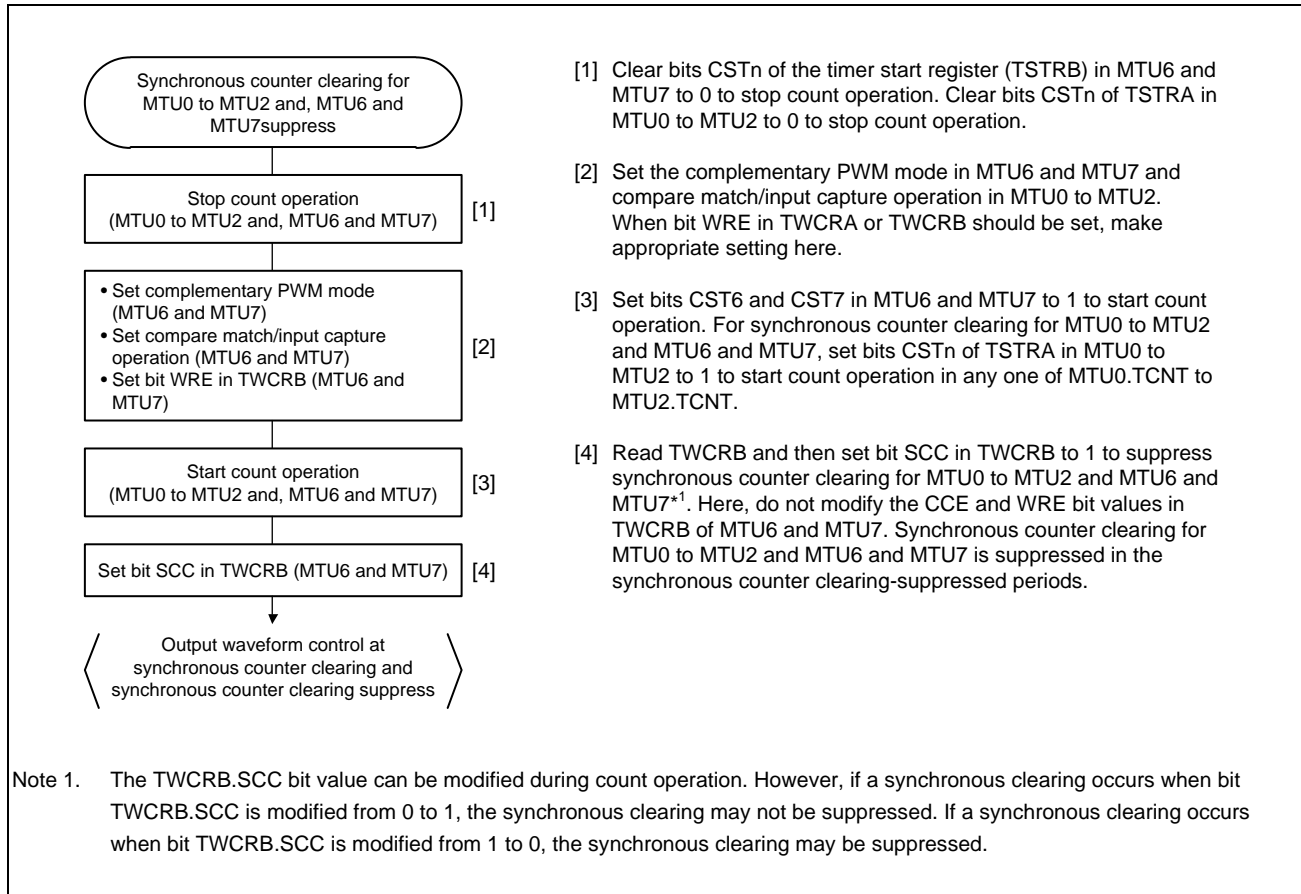 Synchronous counter clearing for
MTU0 to MTU2 and, MTU6 and
MTU7suppress
Stop count operation
(MTU0 to MTU2 and, MTU6 and MTU7)
[1]
• Set complementary PWM mode
(MTU6 and MTU7)
• Set compare match/input capture
operation (MTU6 and MTU7)
• Set bit WRE in TWCRB (MTU6 and
MTU7)
[2]
Start count operation
(MTU0 to MTU2 and, MTU6 and MTU7)
[3]
Set bit SCC in TWCRB (MTU6 and MTU7)
[4]
Output waveform control at
synchronous counter clearing and
synchronous counter clearing suppress
[1] Clear bits CSTn of the timer start register (TSTRB) in MTU6 and
MTU7 to 0 to stop count operation. Clear bits CSTn of TSTRA in
MTU0 to MTU2 to 0 to stop count operation.
[2] Set the complementary PWM mode in MTU6 and MTU7 and
compare match/input capture operation in MTU0 to MTU2.
When bit WRE in TWCRA or TWCRB should be set, make
appropriate setting here.
[3] Set bits CST6 and CST7 in MTU6 and MTU7 to 1 to start count
operation. For synchronous counter clearing for MTU0 to MTU2
and MTU6 and MTU7, set bits CSTn of TSTRA in MTU0 to
MTU2 to 1 to start count operation in any one of MTU0.TCNT to
MTU2.TCNT.
[4] Read TWCRB and then set bit SCC in TWCRB to 1 to suppress
synchronous counter clearing for MTU0 to MTU2 and MTU6 and
MTU7*1. Here, do not modify the CCE and WRE bit values in
TWCRB of MTU6 and MTU7. Synchronous counter clearing for
MTU0 to MTU2 and MTU6 and MTU7 is suppressed in the
synchronous counter clearing-suppressed periods.
Note 1. The TWCRB.SCC bit value can be modified during count operation. However, if a synchronous clearing occurs when bit
TWCRB.SCC is modified from 0 to 1, the synchronous clearing may not be suppressed. If a synchronous clearing occurs
when bit TWCRB.SCC is modified from 1 to 0, the synchronous clearing may be suppressed.